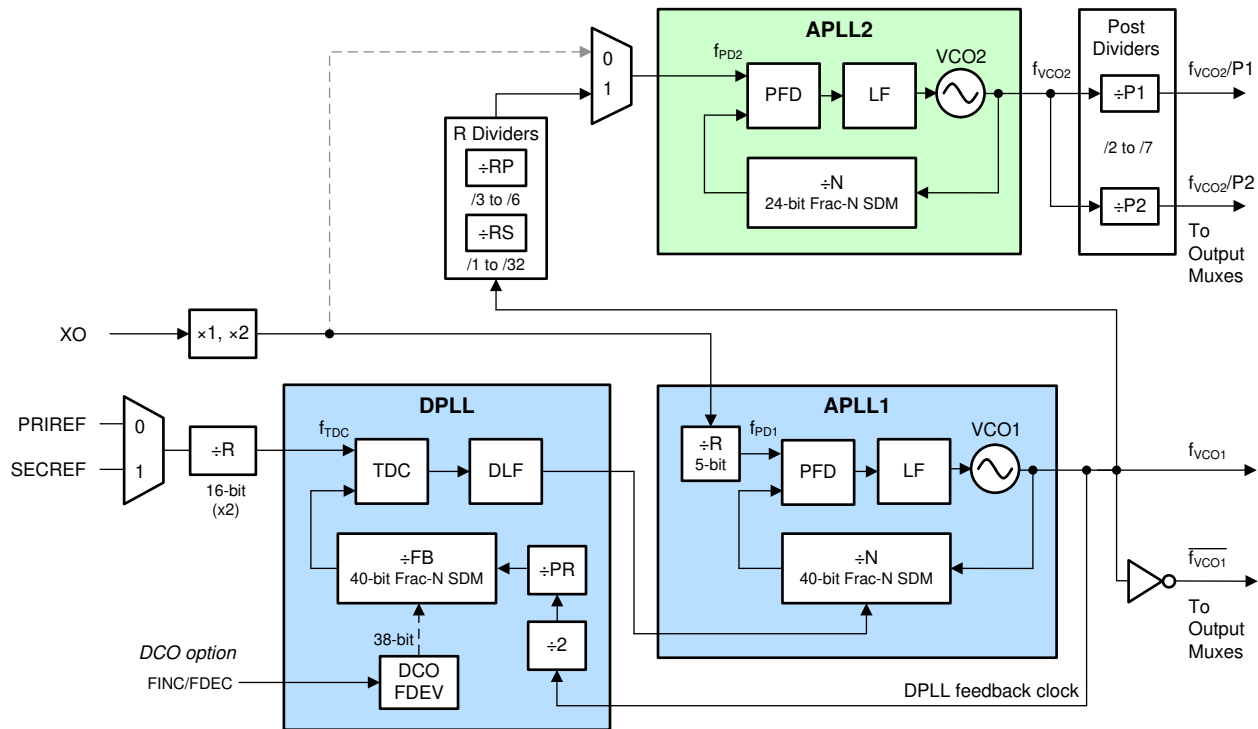 APLL2
fPD2
PFD
LF
VCO2
÷N
24-bit Frac-N SDM
fVCO2
Post
Dividers
÷P1
/2 to /7
÷P2
fVCO2/P1
fVCO2/P2
To
Output
Muxes
0
1
R Dividers
÷RP
/3 to /6
÷RS
/1 to /32
XO
×1, ×2
PRIREF
SECREF
0
1
÷R
16-bit
(x2)
DPLL
fTDC
TDC
DLF
÷FB
40-bit Frac-N SDM
÷PR
÷2
38-bit
DCO
FDEV
DCO option
FINC/FDEC
DPLL feedback clock
APLL1
÷R
5-bit
fPD1
PFD
LF
VCO1
÷N
40-bit Frac-N SDM
fVCO1
fVCO1
To
Output
Muxes